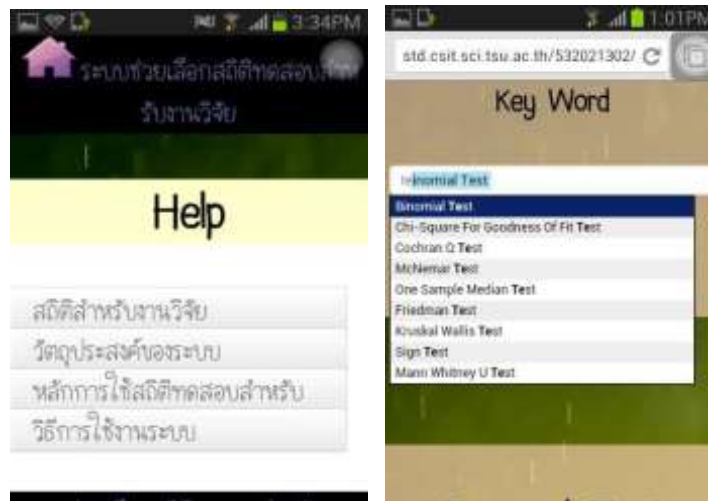 3:34PM
ระบบช่วยเลือกสถิติทดสอบสำห
รับงานวิจัย
Help
สถิติสำหรับงานวิจัย
วัตถุประสงค์ของระบบ
หลักการใช้สถิติทดสอบสำหรับ
วิธีการใช้งานระบบ
1:01PM
std.csit.sci.tsu.ac.th/532021302/
Key Word
teinomial Test
Binomial Test
Chi-Square For Goodness Of Fit Test
Cochran Q Test
McNemar Test
One Sample Median Test
Friedman Test
Kruskal Wallis Test
Sign Test
Mann Whitney U Test